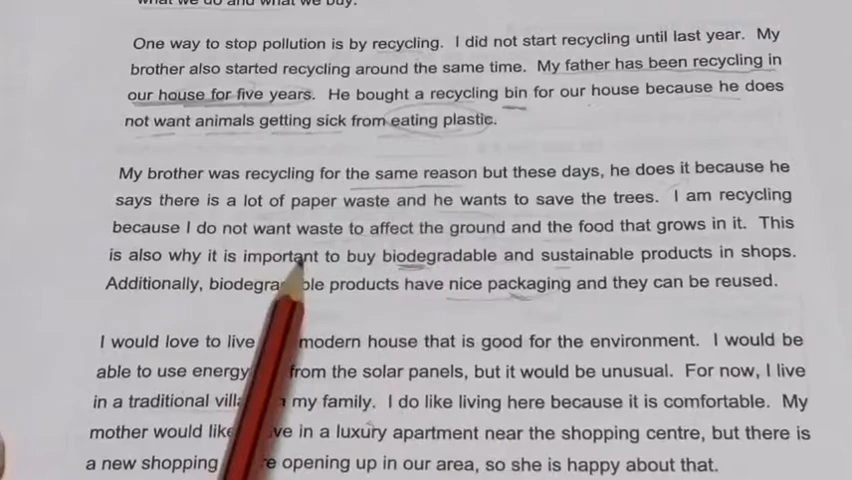 what we do and what we buy.
One way to stop pollution is by recycling. I did not start recycling until last year. My
brother also started recycling around the same time. My father has been recycling in
our house for five years. He bought a recycling bin for our house because he does
not want animals getting sick from eating plastic.
My brother was recycling for the same reason but these days, he does it because he
says there is a lot of paper waste and he wants to save the trees. I am recycling
because I do not want waste to affect the ground and the food that grows in it. This
is also why it is important to buy biodegradable and sustainable products in shops.
Additionally, biodegradable products have nice packaging and they can be reused.
I would love to live modern house that is good for the environment. I would be
able to use energy from the solar panels, but it would be unusual. For now, I live
in a traditional my family. I do like living here because it is comfortable. My
mother would in a luxury apartment near the shopping centre, but there is
a new shopping opening up in our area, so she is happy about that.